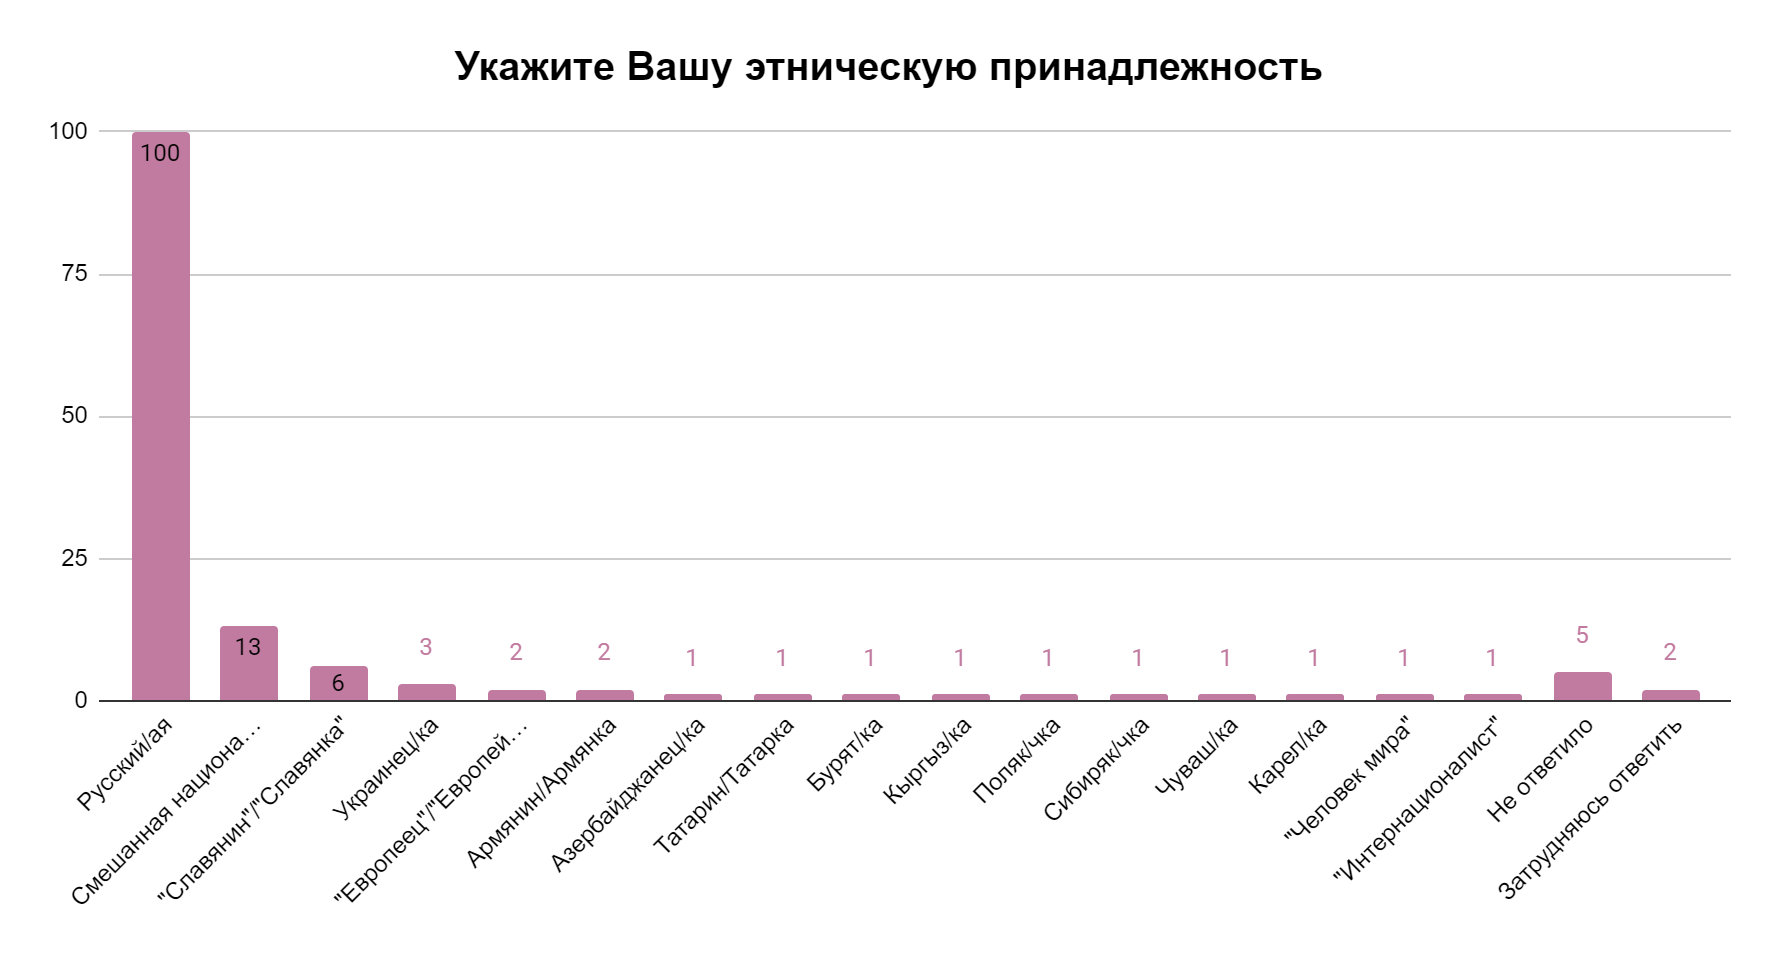 Укажите Вашу этническую принадлежность
100
75
50
25
0
100
13
6
3
2
2
1
1
1
1
1
1
1
1
1
1
5
2
Русский/ая
Смешанная национа...
"Славянин"/"Славянка"
Украинец/ка
"Европеец"/"Европей...
Армянин/Армянка
Азербайджанец/ка
Татарин/Татарка
Бурят/ка
Кыргыз/ка
Поляк/чка
Сибиряк/чка
Чуваш/ка
Карел/ка
"Человек мира"
"Интернационалист"
Не ответило
Затрудняюсь ответить